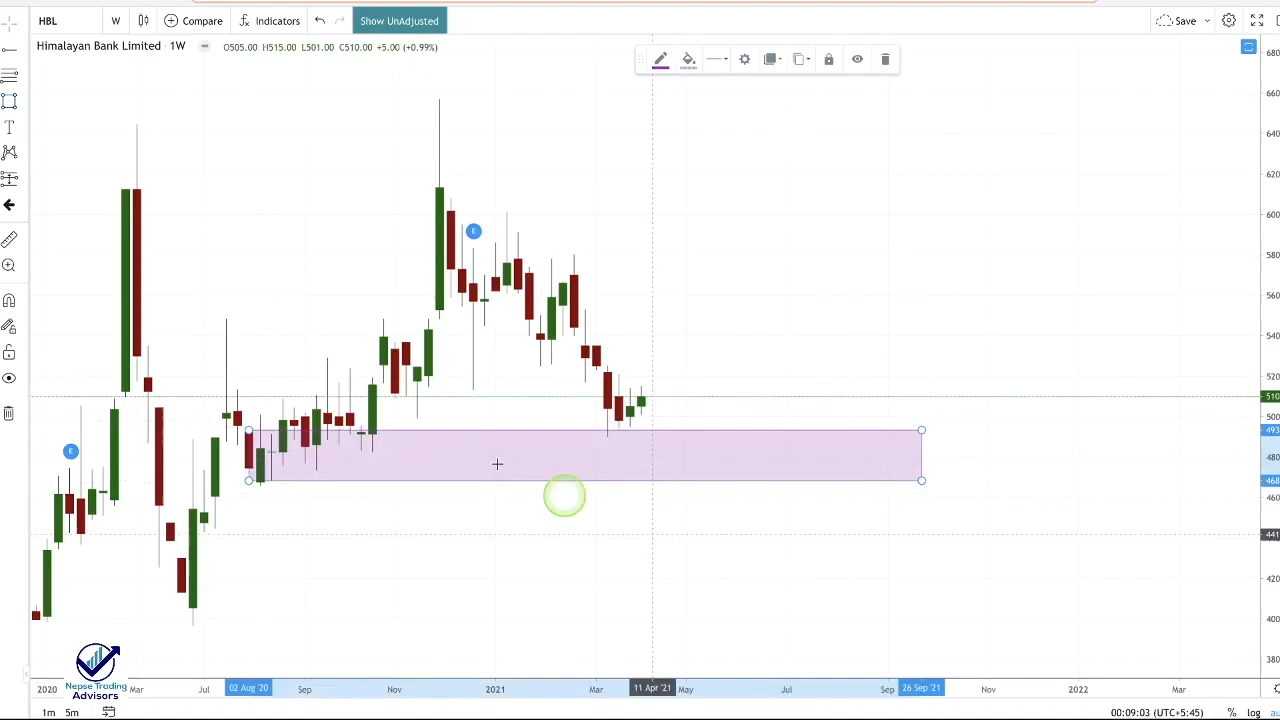 HBL W Compare Indicators Show UnAdjusted Save
Himalayan Bank Limited 1W O505.00 H515.00 L501.00 C510.00 +5.00 (+0.99%)
680
660
640
620
600
580
560
E
540
520
510
500
493
E
480
468
460
441
420
400
380
Nepse Trading
Advisors
2020 Mar Jul 02 Aug '20 Sep Nov 2021 Mar 11 Apr '21 May Jul Sep 26 Sep '21 Nov 2022 Mar
1m 5m 00:09:03 (UTC+5:45) % log